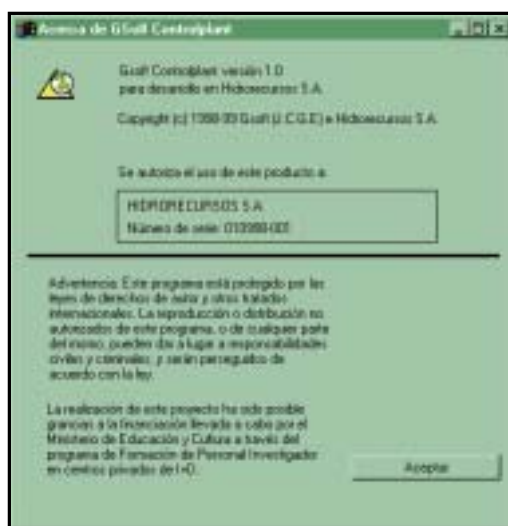 Acerca de GSoft Controlplant
Gsoft Controlplant versión 1.0
para desarrollo en Hidrorecursos S.A.
Copyright (c) 1998-99 Gsoft (J.C.G.E) e Hidrorecursos S.A.
Se autoriza el uso de este producto a:
HIDRORECURSOS S.A.
Número de serie: 013998-001
Advertencia: Este programa está protegido por las
leyes de derechos de autor y otros tratados
internacionales. La reproducción o distribución no
autorizados de este programa, o de cualquier parte
del mismo, pueden dar a lugar a responsabilidades
civiles y criminales, y serán perseguidos de
acuerdo con la ley.
La realización de este proyecto ha sido posible
grancias a la financiación llevada a cabo por el
Ministerio de Educación y Cultura a través del
programa de Formación de Personal Investigador
en centros privados de I+D.
Aceptar